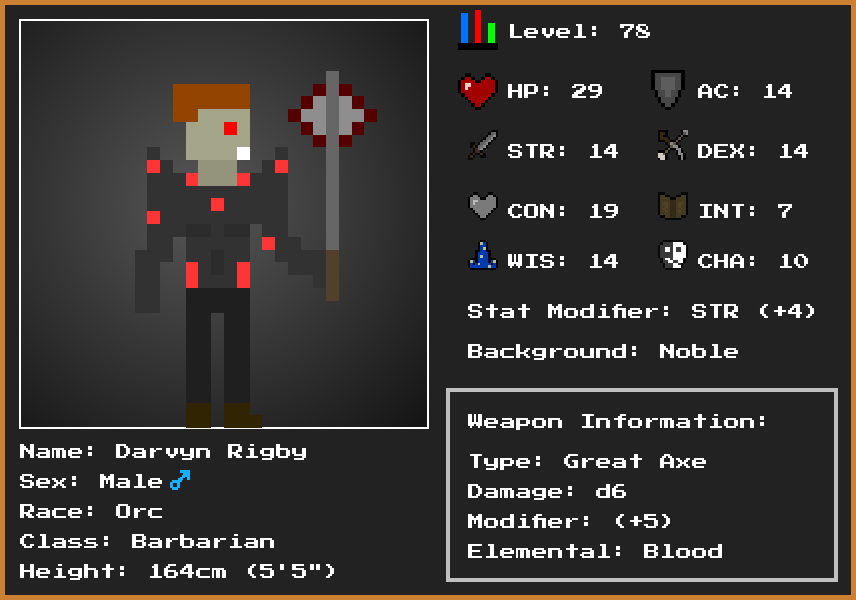 Level: 78
HP: 29 AC: 14
STR: 14 DEX: 14
CON: 19 INT: 7
WIS: 14 CHA: 10
Stat Modifier: STR (+4)
Background: Noble
Weapon Information:
Type: Great Axe
Damage: d6
Modifier: (+5)
Elemental: Blood
Name: Darvyn Rigby
Sex: Male ♂
Race: Orc
Class: Barbarian
Height: 164cm (5'5")